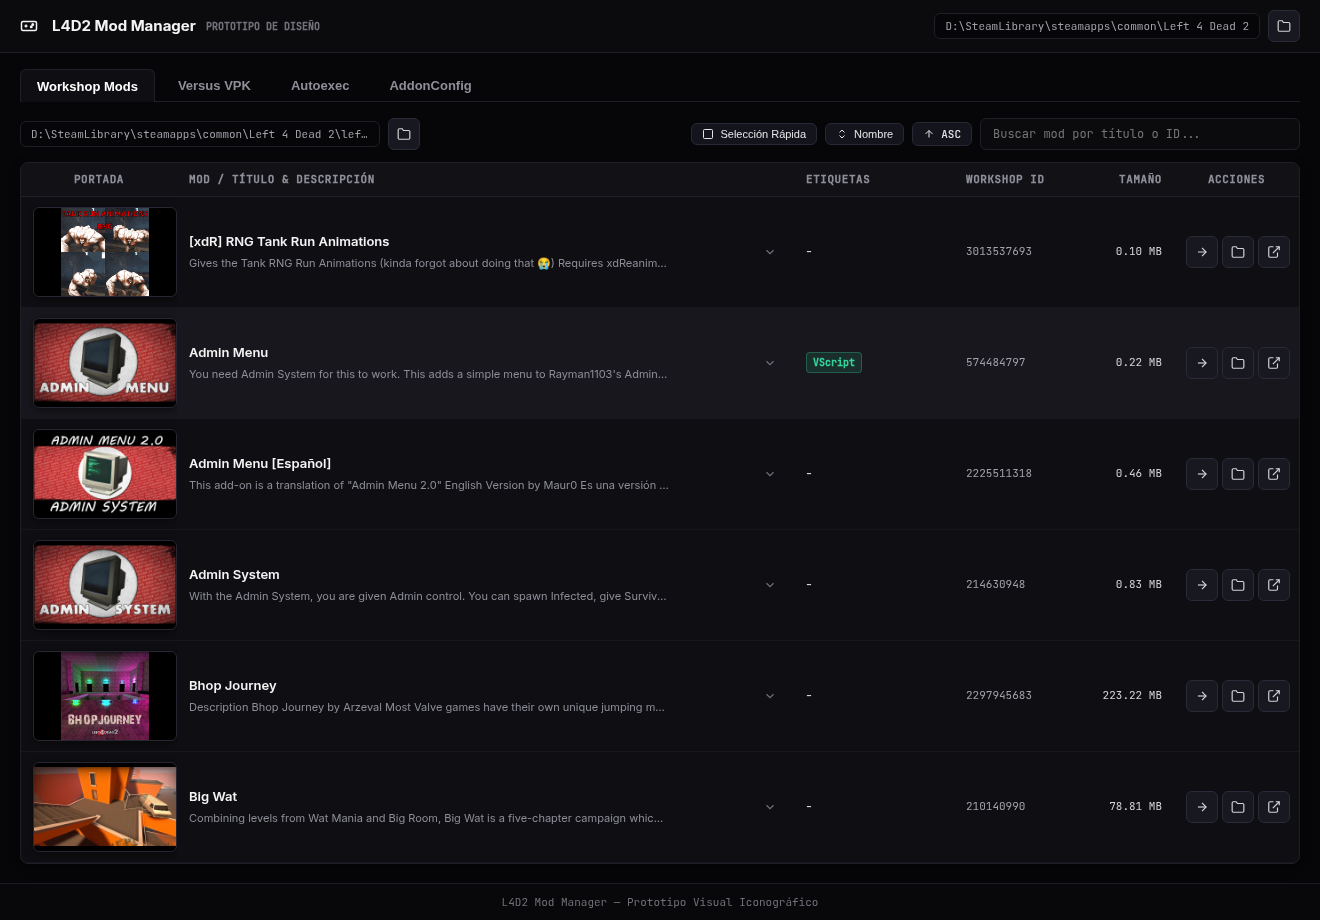 L4D2 Mod Manager PROTOTIPO DE DISEÑO D:\SteamLibrary\steamapps\common\Left 4 Dead 2
Workshop Mods Versus VPK Autoexec AddonConfig
D:\SteamLibrary\steamapps\common\Left 4 Dead 2\lef… Selección Rápida Nombre ASC Buscar mod por título o ID...
PORTADA MOD / TÍTULO & DESCRIPCIÓN ETIQUETAS WORKSHOP ID TAMAÑO ACCIONES
[xdR] RNG Tank Run Animations
Gives the Tank RNG Run Animations (kinda forgot about doing that 😭) Requires xdReanim...
- 3013537693 0.10 MB
ADMIN MENU
Admin Menu
You need Admin System for this to work. This adds a simple menu to Rayman1103's Admin...
VScript 574484797 0.22 MB
ADMIN MENU 2.0
ADMIN SYSTEM
Admin Menu [Español]
This add-on is a translation of "Admin Menu 2.0" English Version by Maur0 Es una versión ...
- 2225511318 0.46 MB
ADMIN SYSTEM
Admin System
With the Admin System, you are given Admin control. You can spawn Infected, give Surviv...
- 214630948 0.83 MB
BHOPJOURNEY
Bhop Journey
Description Bhop Journey by Arzeval Most Valve games have their own unique jumping m...
- 2297945683 223.22 MB
Big Wat
Combining levels from Wat Mania and Big Room, Big Wat is a five-chapter campaign whic...
- 210140990 78.81 MB
L4D2 Mod Manager — Prototipo Visual Iconográfico